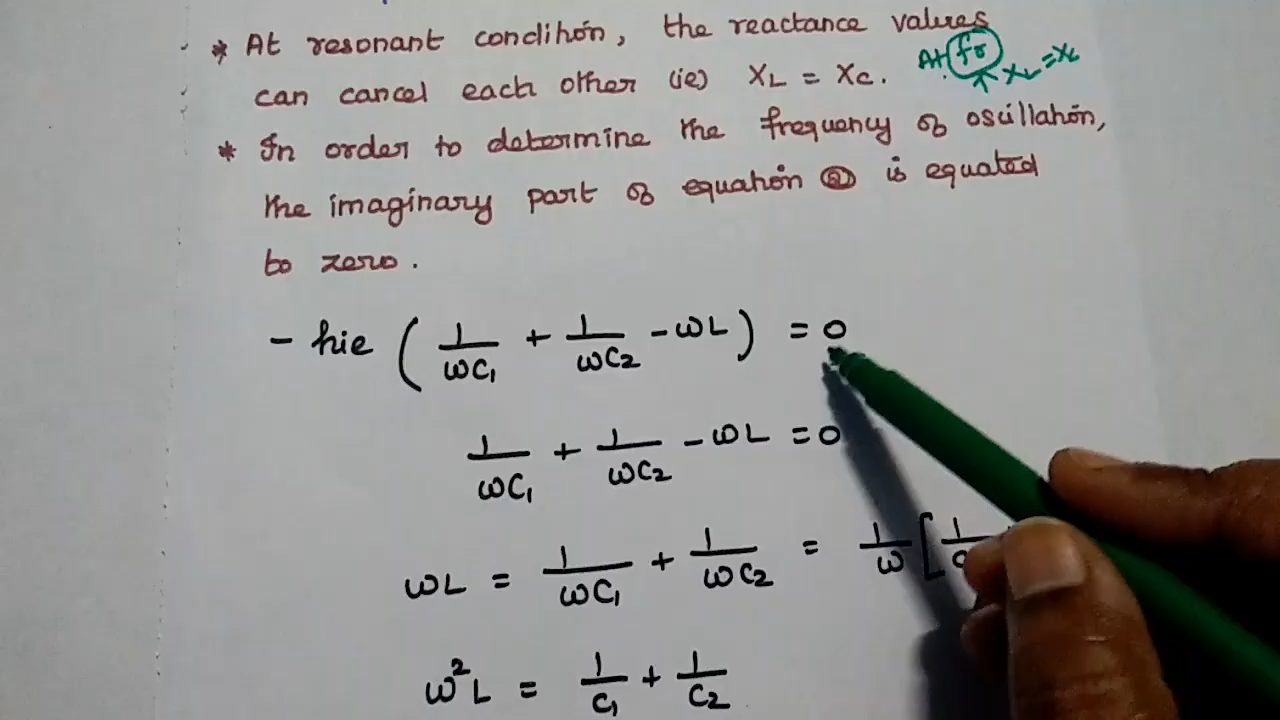 * At resonant condition, the reactance values
can cancel each other (ie) XL = XC.
At fo
XL = XC
* In order to determine the frequency of oscillation,
the imaginary part of equation ② is equated
to zero.
- hie ( 1/ωC₁ + 1/ωC₂ - ωL ) = 0
1/ωC₁ + 1/ωC₂ - ωL = 0
ωL = 1/ωC₁ + 1/ωC₂ = 1/ω [ 1/
ω²L = 1/C₁ + 1/C₂